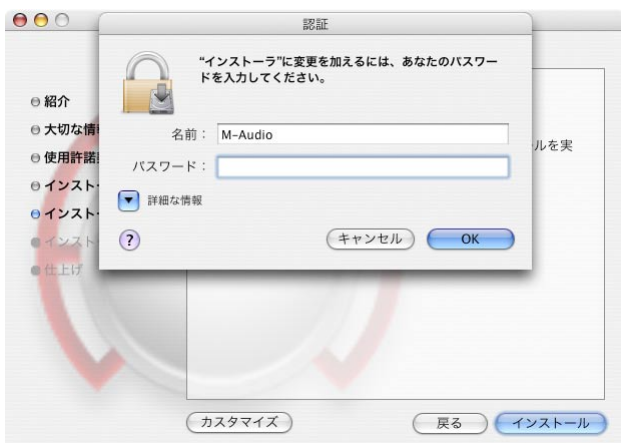 認証
“インストーラ”に変更を加えるには、あなたのパスワー
ドを入力してください。
名前： M-Audio
パスワード：
詳細な情報
?
キャンセル
OK
紹介
大切な情
使用許諾
インスト
インスト
インスト
仕上げ
ールを実
カスタマイズ
戻る
インストール